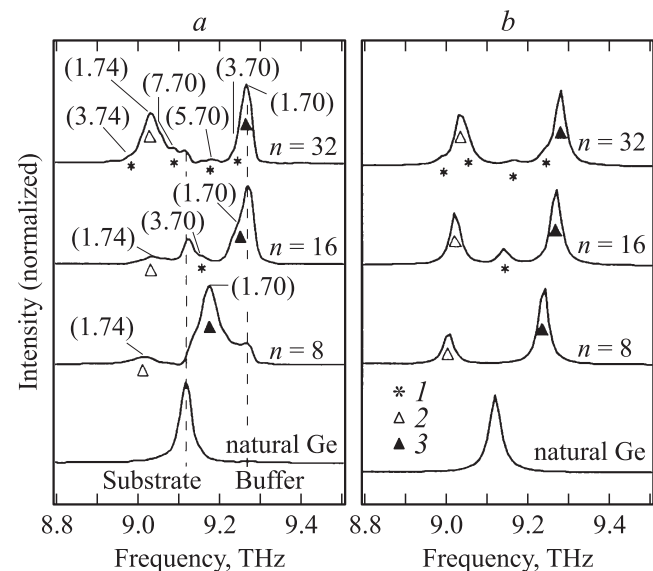 a
b
(1.74)
(7.70)
(3.70)
(3.74)
(5.70)
(1.70)
*
*
*
*
n = 32
(1.70)
(3.70)
(1.74)
*
n = 16
(1.70)
(1.74)
n = 8
natural Ge
Substrate
Buffer
*
*
*
*
n = 32
*
n = 16
n = 8
* 1
△ 2
▲ 3
natural Ge
Intensity (normalized)
8.8 9.0 9.2 9.4
8.8 9.0 9.2 9.4
Frequency, THz
Frequency, THz